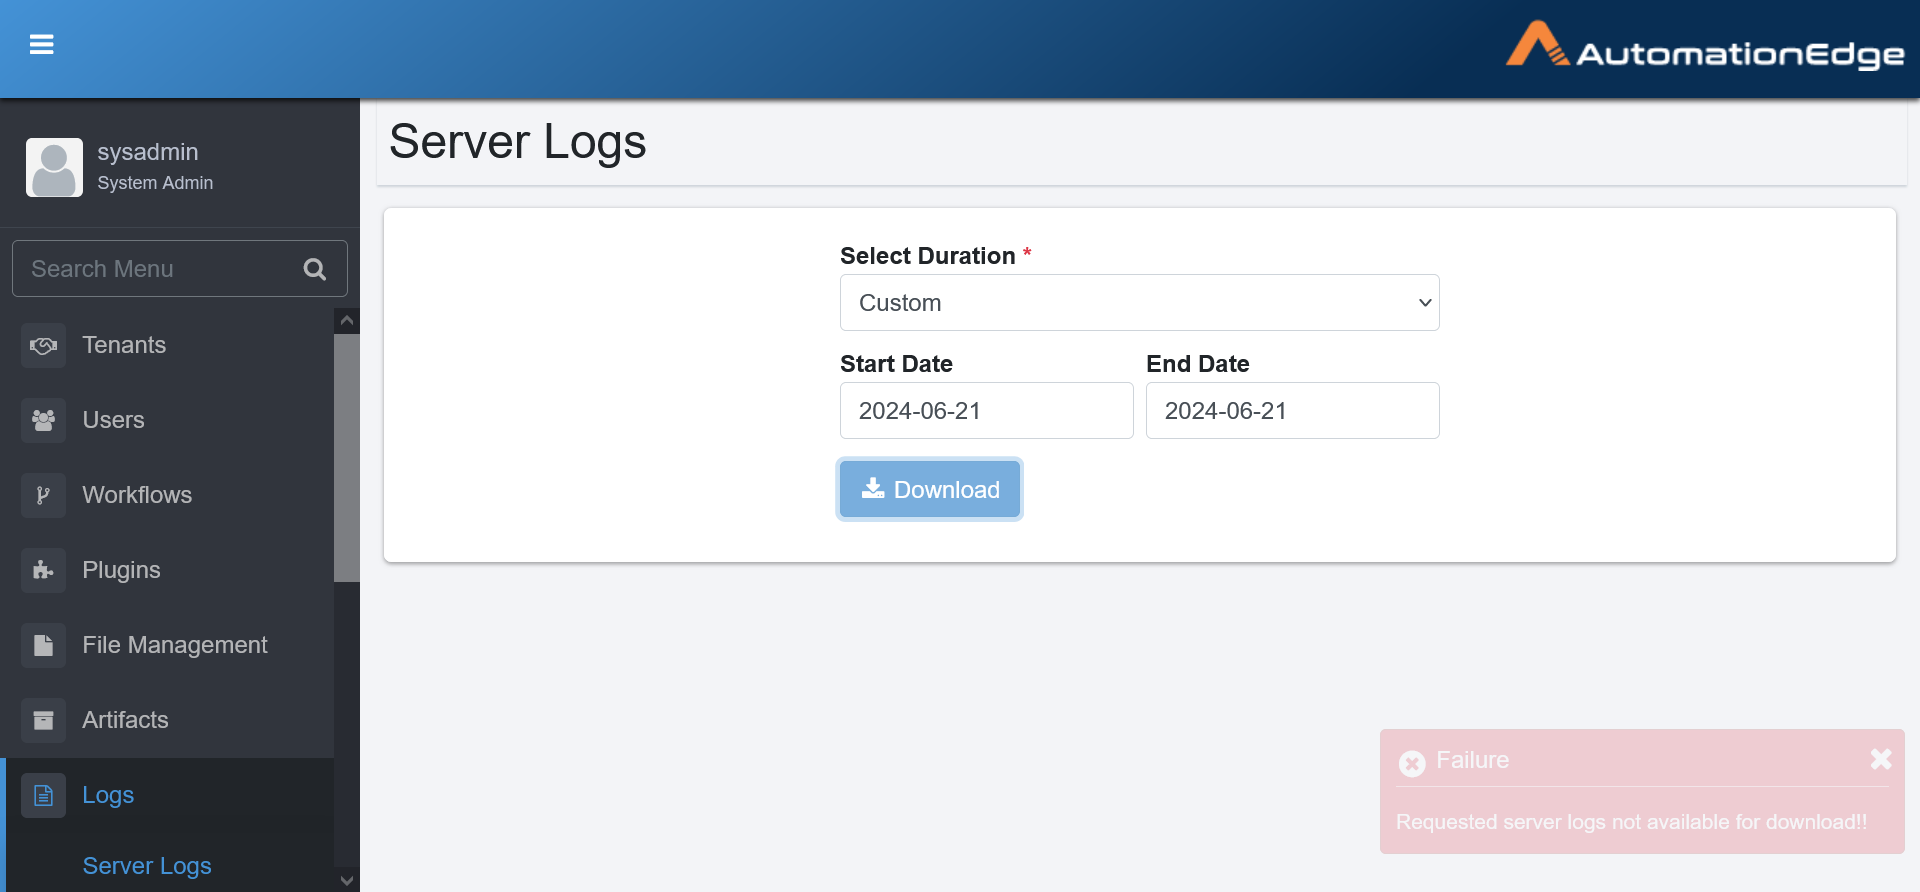 AutomationEdge
sysadmin
System Admin
Search Menu
Tenants
Users
Workflows
Plugins
File Management
Artifacts
Logs
Server Logs
Server Logs
Select Duration *
Custom
Start Date
End Date
2024-06-21
2024-06-21
Download
Failure
Requested server logs not available for download!!